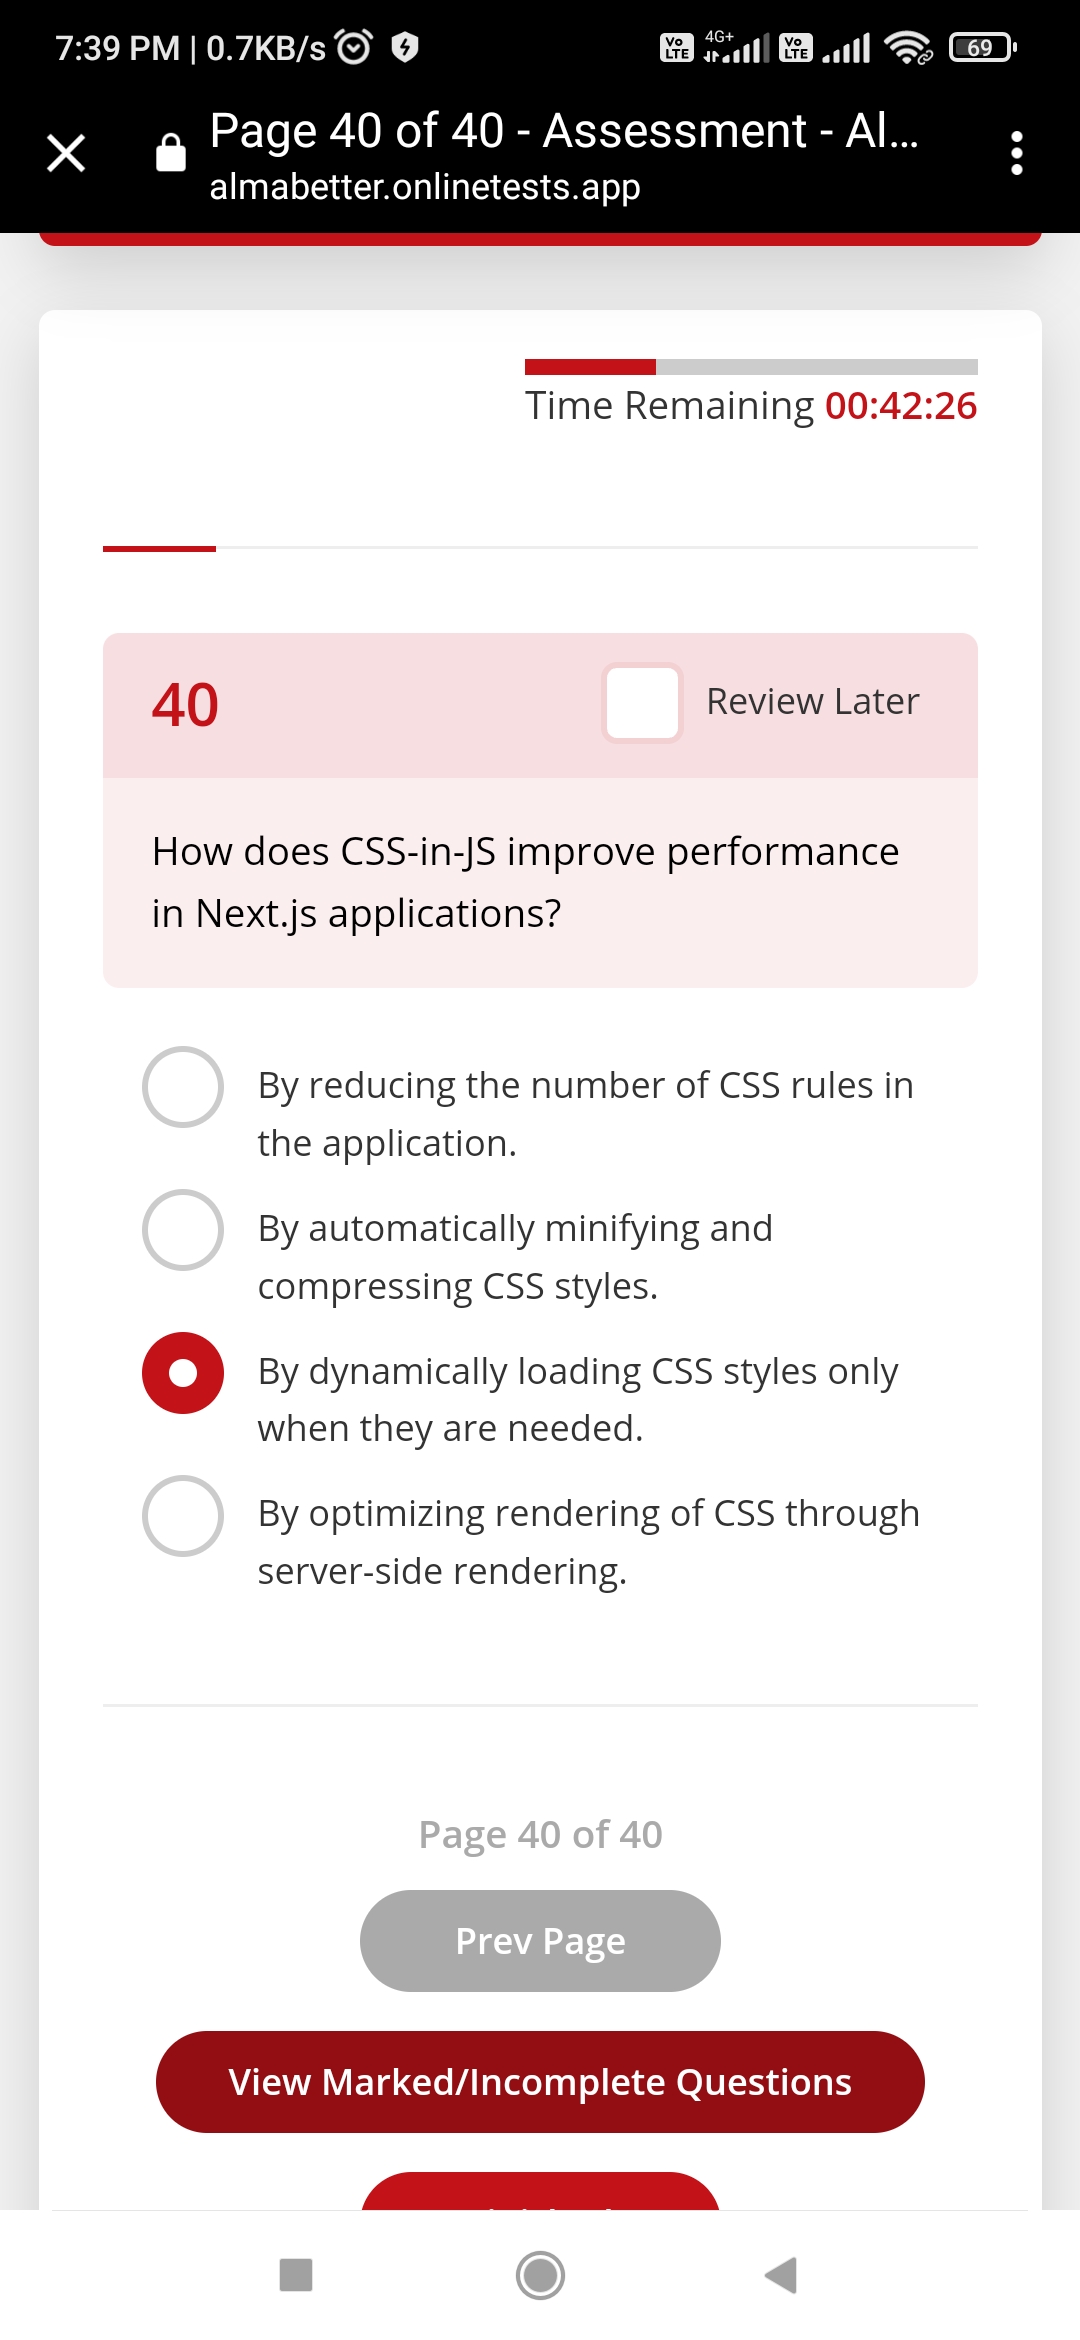 7:39 PM | 0.7KB/s
Vo LTE 4G+ Vo LTE 69
Page 40 of 40 - Assessment - Al...
almabetter.onlinetests.app
Time Remaining 00:42:26
40
Review Later
How does CSS-in-JS improve performance
in Next.js applications?
By reducing the number of CSS rules in
the application.
By automatically minifying and
compressing CSS styles.
By dynamically loading CSS styles only
when they are needed.
By optimizing rendering of CSS through
server-side rendering.
Page 40 of 40
Prev Page
View Marked/Incomplete Questions